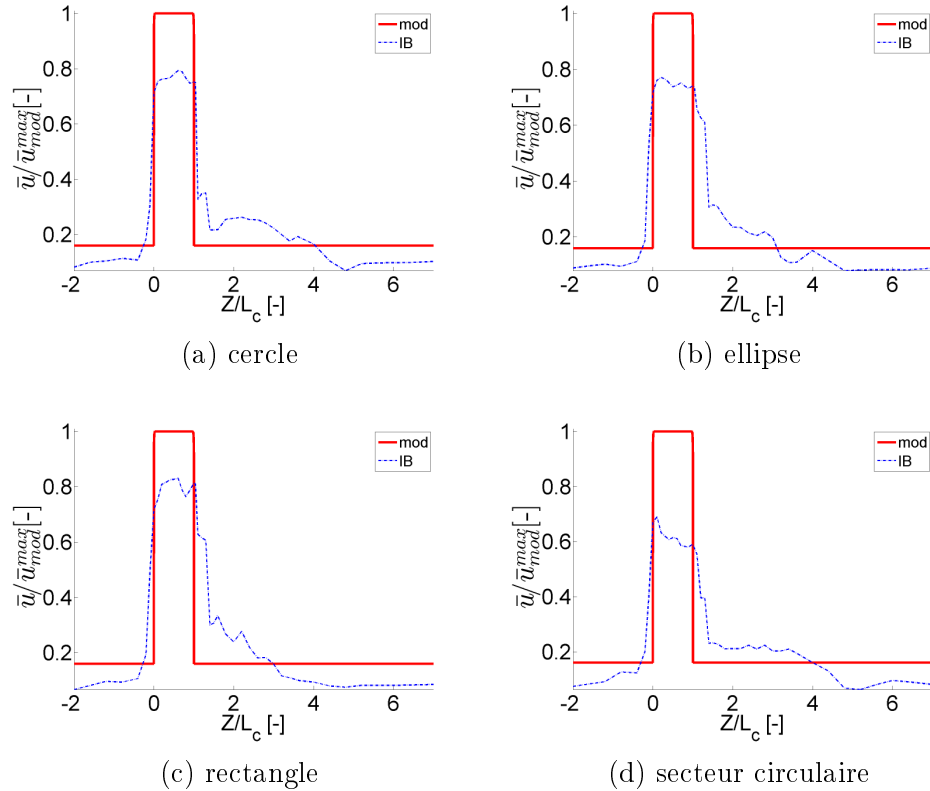 1
0.8
0.6
0.4
0.2
-2 0 2 4 6
Z/L_c [-]
ū/ū_mod^max [-]
mod
IB
(a) cercle
1
0.8
0.6
0.4
0.2
-2 0 2 4 6
Z/L_c [-]
ū/ū_mod^max [-]
mod
IB
(b) ellipse
1
0.8
0.6
0.4
0.2
-2 0 2 4 6
Z/L_c [-]
ū/ū_mod^max [-]
mod
IB
(c) rectangle
1
0.8
0.6
0.4
0.2
-2 0 2 4 6
Z/L_c [-]
ū/ū_mod^max [-]
mod
IB
(d) secteur circulaire